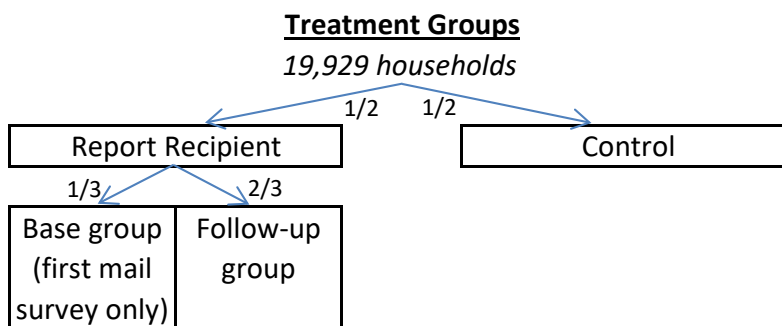 Treatment Groups
19,929 households
1/2 1/2
Report Recipient Control
1/3 2/3
Base group Follow-up
(first mail group
survey only)